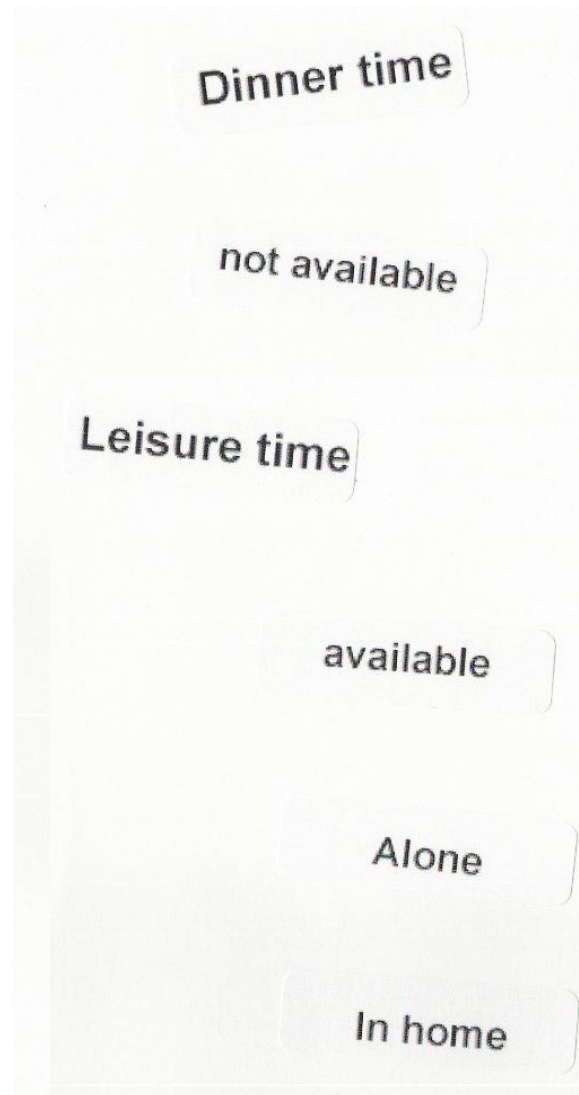 Dinner time
not available
Leisure time
available
Alone
In home